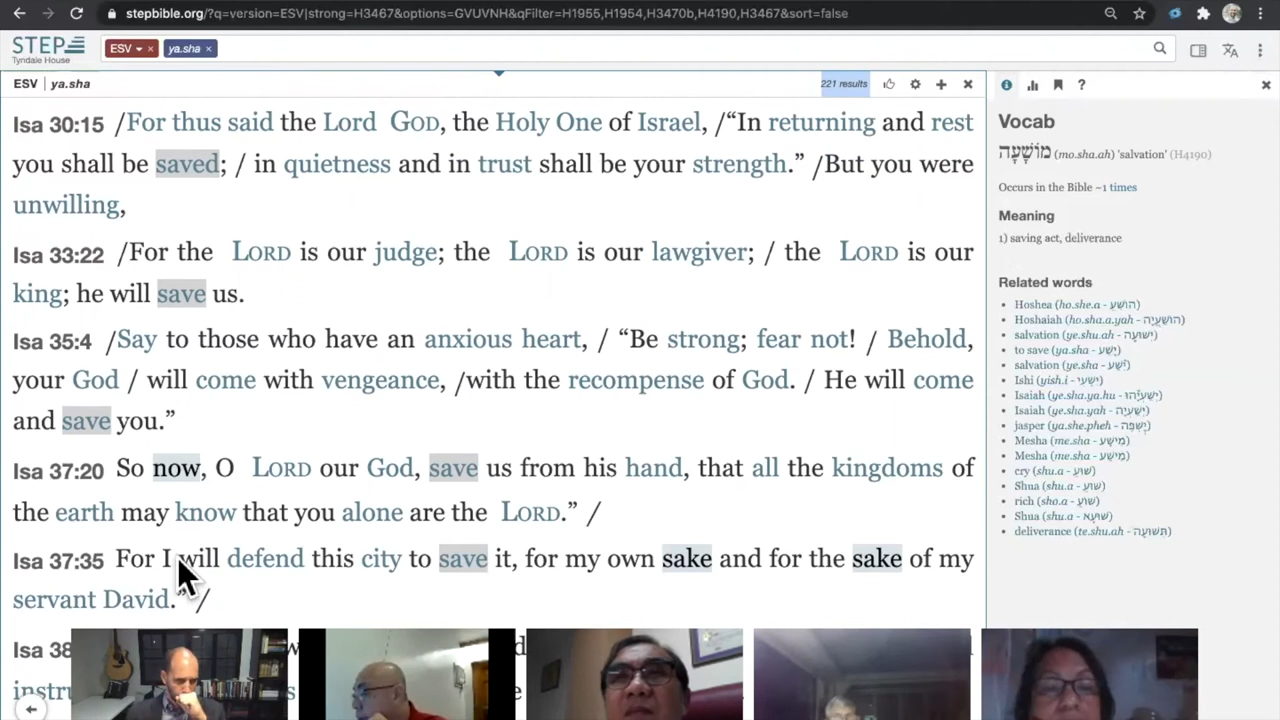 stepbible.org/?q=version=ESV|strong=H3467&options=GVUVNH&qFilter=H1955,H1954,H3470b,H4190,H3467&sort=false
STEP
Tyndale House
ESV × ya.sha ×
ESV | ya.sha 221 results
Isa 30:15 /For thus said the Lord GOD, the Holy One of Israel, /“In returning and rest
you shall be saved; / in quietness and in trust shall be your strength.” /But you were
unwilling,
Isa 33:22 /For the LORD is our judge; the LORD is our lawgiver; / the LORD is our
king; he will save us.
Isa 35:4 /Say to those who have an anxious heart, / “Be strong; fear not! / Behold,
your God / will come with vengeance, /with the recompense of God. / He will come
and save you.”
Isa 37:20 So now, O LORD our God, save us from his hand, that all the kingdoms of
the earth may know that you alone are the LORD.” /
Isa 37:35 For I will defend this city to save it, for my own sake and for the sake of my
servant David.” /
Isa 38
instru
Vocab
מוֹשָׁעָה (mo.sha.ah) 'salvation' (H4190)
Occurs in the Bible ~1 times
Meaning
1) saving act, deliverance
Related words
Hoshea (ho.she.a - הוֹשֵׁעַ)
Hoshaiah (ho.sha.a.yah - הוֹשַׁעְיָה)
salvation (ye.shu.ah - יְשׁוּעָה)
to save (ya.sha - יָשַׁע)
salvation (ye.sha - יֵ֫שַׁע)
Ishi (yish.i - יִשְׁעִי)
Isaiah (ye.sha.ya.hu - יְשַׁעְיָ֫הוּ)
Isaiah (ye.sha.yah - יְשַׁעְיָה)
jasper (ya.she.pheh - יָשְׁפֵה)
Mesha (me.sha - מֵישָׁע)
Mesha (me.sha - מֵישַׁע)
cry (shu.a - שׁוּעַ)
Shua (shu.a - שׁוּעַ)
rich (sho.a - שׁוֹעַ)
Shua (shu.a - שׁוּעָא)
deliverance (te.shu.ah - תְּשׁוּעָה)